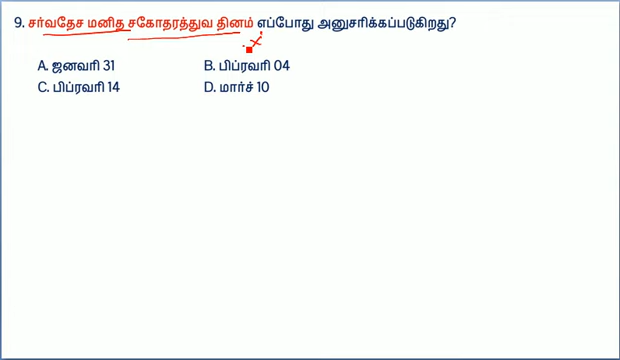 9. சர்வதேச மனித சகோதரத்துவ தினம் எப்போது அனுசரிக்கப்படுகிறது?
A. ஜனவரி 31 B. பிப்ரவரி 04
C. பிப்ரவரி 14 D. மார்ச் 10